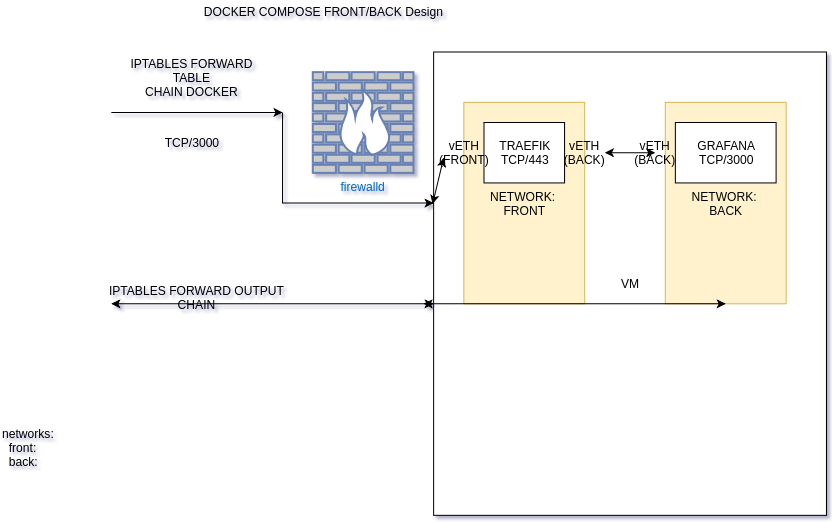 DOCKER COMPOSE FRONT/BACK Design
IPTABLES FORWARD
TABLE
CHAIN DOCKER
TCP/3000
firewalld
vETH
(FRONT)
TRAEFIK
TCP/443
vETH
(BACK)
vETH
(BACK)
GRAFANA
TCP/3000
NETWORK:
FRONT
NETWORK:
BACK
VM
IPTABLES FORWARD OUTPUT
CHAIN
networks:
front:
back: